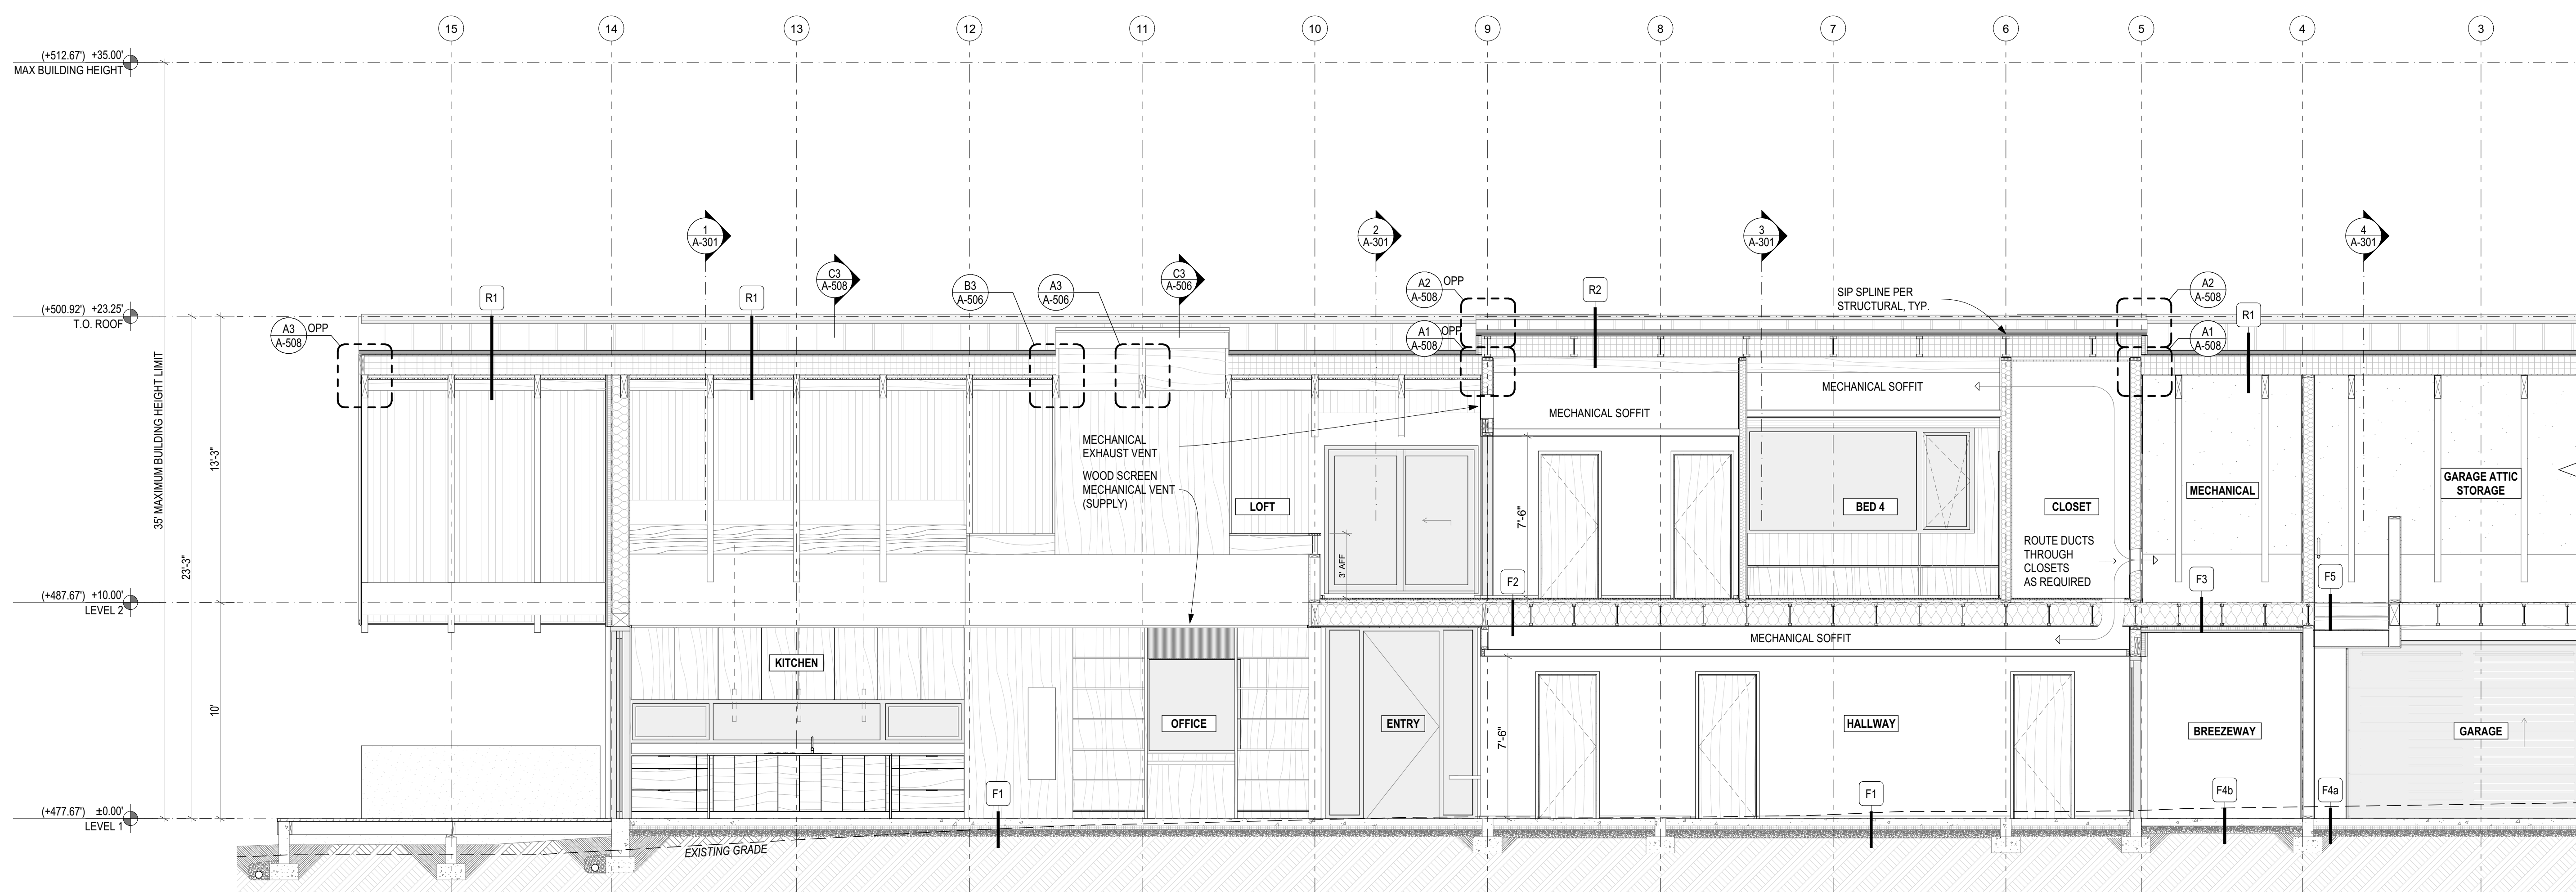 15
14
13
12
11
10
9
8
7
6
5
4
3
(+512.67') +35.00'
MAX BUILDING HEIGHT
1
A-301
2
A-301
3
A-301
4
A-301
C3
A-508
B3
A-506
A3
A-506
C3
A-506
A2
A-508
OPP
R2
SIP SPLINE PER
STRUCTURAL, TYP.
A2
A-508
R1
R1
R1
(+500.92') +23.25'
T.O. ROOF
A3
A-508
OPP
A1
A-508
OPP
A1
A-508
35' MAXIMUM BUILDING HEIGHT LIMIT
23'-3"
13'-3"
10'
MECHANICAL SOFFIT
MECHANICAL SOFFIT
MECHANICAL
EXHAUST VENT
WOOD SCREEN
MECHANICAL VENT
(SUPPLY)
LOFT
7'-6"
BED 4
CLOSET
MECHANICAL
GARAGE ATTIC
STORAGE
3' AFF
ROUTE DUCTS
THROUGH
CLOSETS
AS REQUIRED
F2
F3
F5
(+487.67') +10.00'
LEVEL 2
MECHANICAL SOFFIT
KITCHEN
OFFICE
ENTRY
7'-6"
HALLWAY
BREEZEWAY
GARAGE
F1
F1
F4b
F4a
(+477.67') ±0.00'
LEVEL 1
EXISTING GRADE